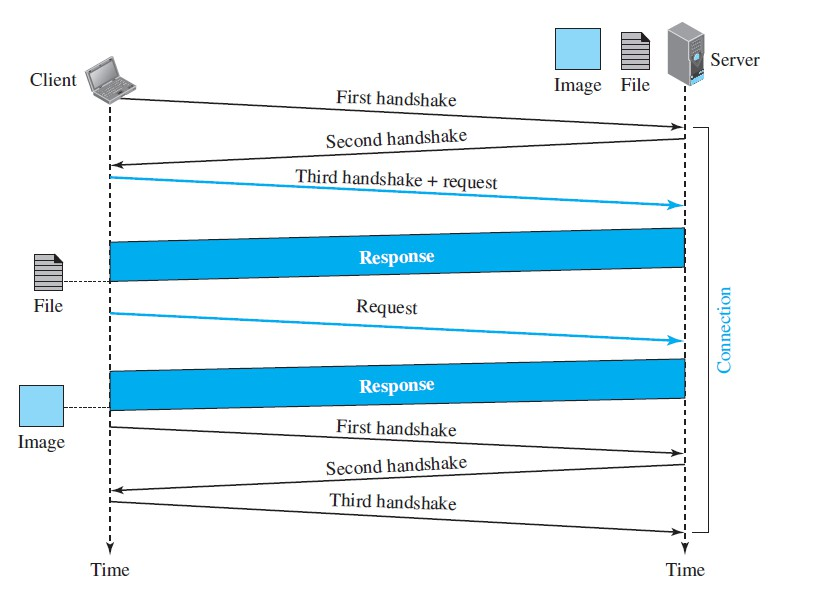 Client
Image
File
Server
First handshake
Second handshake
Third handshake + request
Response
File
Request
Connection
Response
Image
First handshake
Second handshake
Third handshake
Time
Time